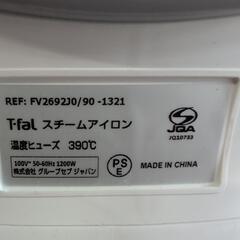 REF: FV2692J0/90 -1321
T-fal スチームアイロン
温度ヒューズ 390℃
100V~ 50-60Hz 1200W
株式会社 グループセブ ジャパン
PS
E
MADE IN CHINA
S
JQA
JQ10733